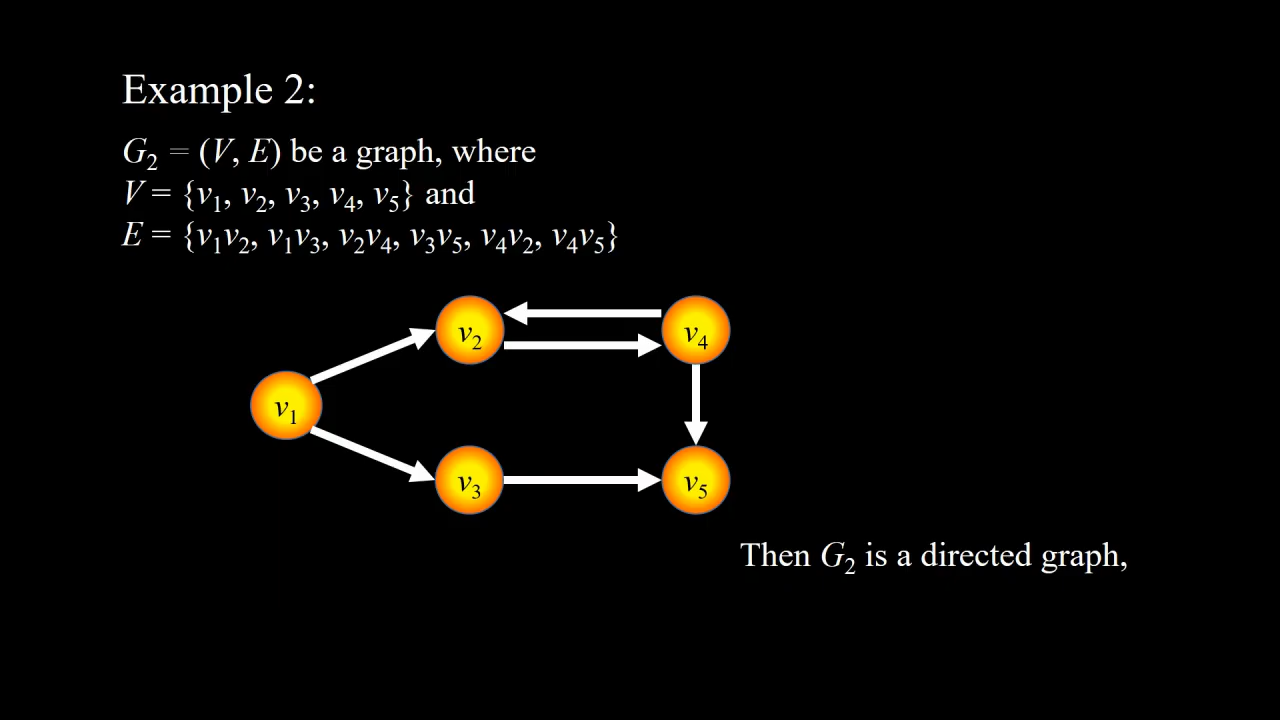 Example 2:
G₂ = (V, E) be a graph, where
V = {v₁, v₂, v₃, v₄, v₅} and
E = {v₁v₂, v₁v₃, v₂v₄, v₃v₅, v₄v₂, v₄v₅}
v₂
v₄
v₁
v₃
v₅
Then G₂ is a directed graph,